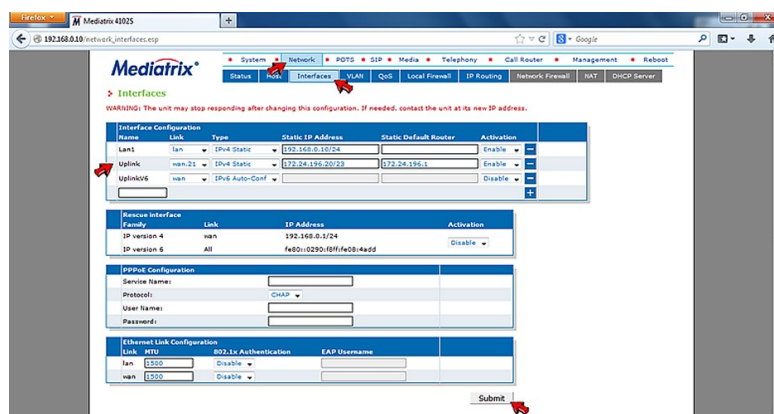 Firefox
Mediatrix 4102S
192.168.0.10/network_interfaces.esp
Google
Mediatrix
System Network POTS SIP Media Telephony Call Router Management Reboot
Status Host Interfaces VLAN QoS Local Firewall IP Routing Network Firewall NAT DHCP Server
Interfaces
WARNING: The unit may stop responding after changing this configuration. If needed, contact the unit at its new IP address.
Interface Configuration
Name Link Type Static IP Address Static Default Router Activation
Lan1 lan IPv4 Static 192.168.0.10/24 Enable
Uplink wan.21 IPv4 Static 172.24.196.20/23 172.24.196.1 Enable
UplinkV6 wan IPv6 Auto-Conf Disable
Rescue interface
Family Link IP Address Activation
IP version 4 wan 192.168.0.1/24
Disable
IP version 6 All fe80::0290:f8ff:fe08:4add
PPPoE Configuration
Service Name:
Protocol: CHAP
User Name:
Password:
Ethernet Link Configuration
Link MTU 802.1x Authentication EAP Username
lan 1500 Disable
wan 1500 Disable
Submit